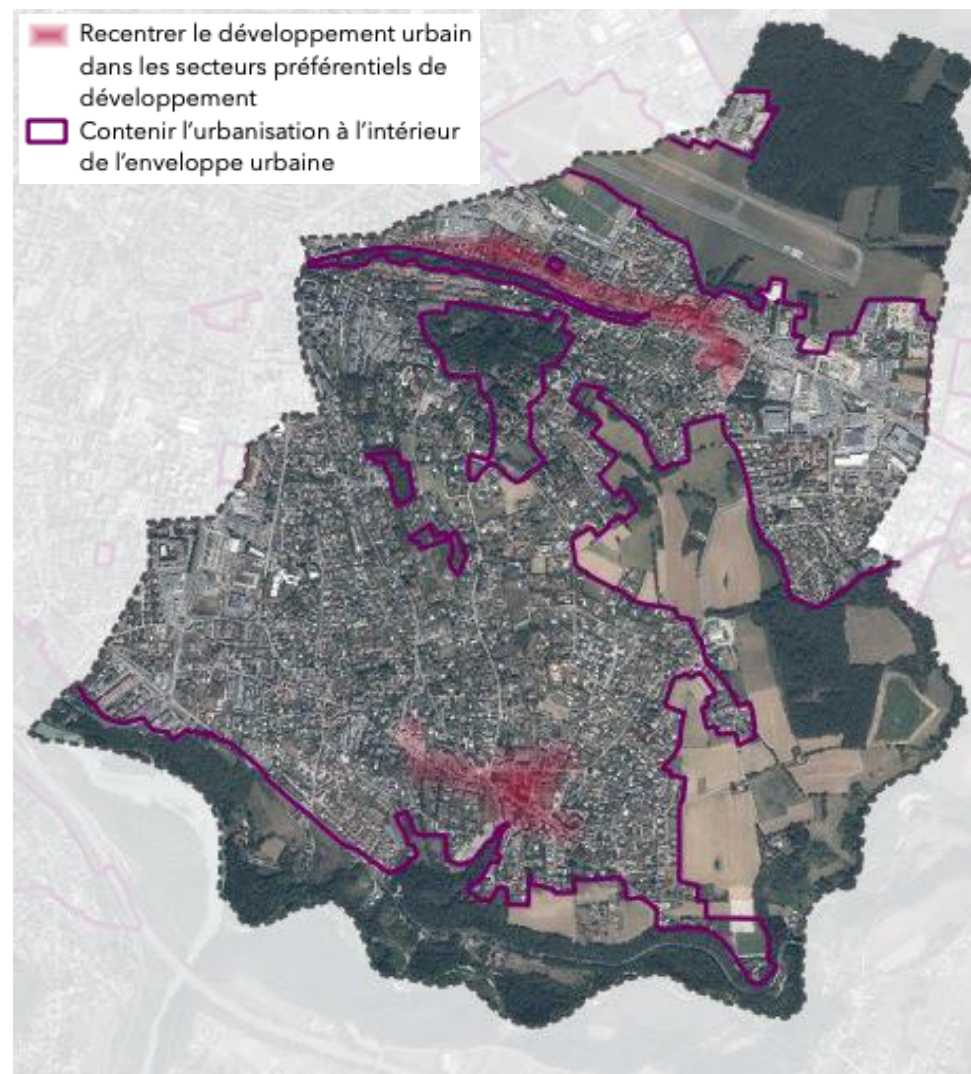 Recentrer le développement urbain
dans les secteurs préférentiels de
développement
Contenir l’urbanisation à l’intérieur
de l’enveloppe urbaine